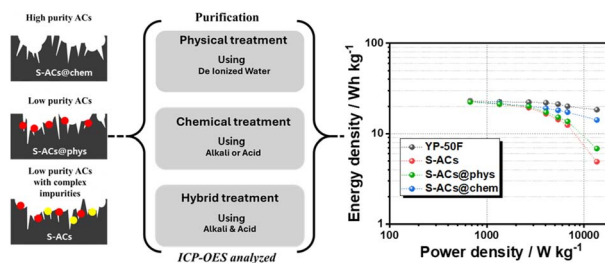 High purity ACs
S-ACs@chem
Low purity ACs
S-ACs@phys
Low purity ACs
with complex
impurities
S-ACs
Purification
Physical treatment
Using
De Ionized Water
Chemical treatment
Using
Alkali or Acid
Hybrid treatment
Using
Alkali & Acid
ICP-OES analyzed
Energy density / Wh kg-1
100
10
1
YP-50F
S-ACs
S-ACs@phys
S-ACs@chem
100
1000
10000
Power density / W kg-1